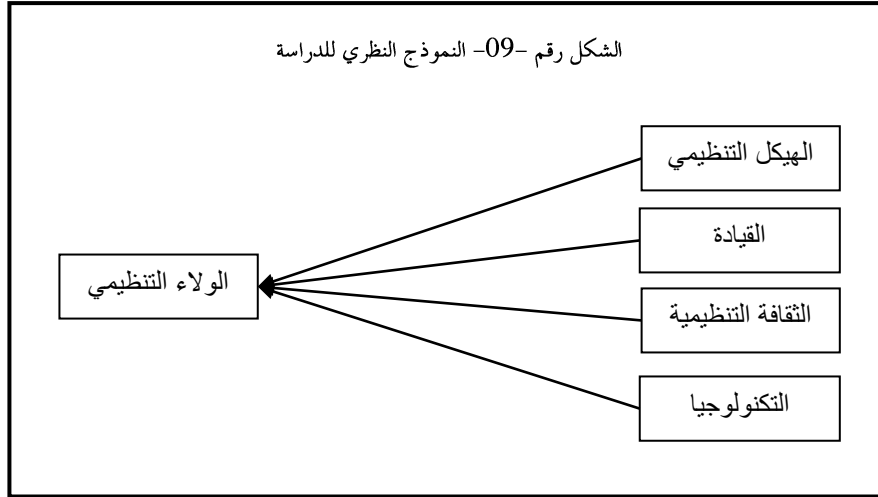 الشكل رقم -09- النموذج النظري للدراسة
الهيكل التنظيمي
القيادة
الولاء التنظيمي
الثقافة التنظيمية
التكنولوجيا